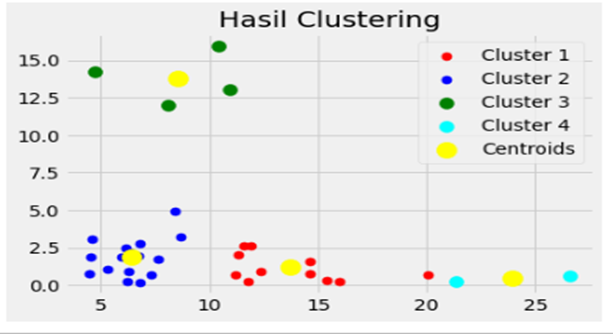 Hasil Clustering
15.0
12.5
10.0
7.5
5.0
2.5
0.0
5 10 15 20 25
Cluster 1
Cluster 2
Cluster 3
Cluster 4
Centroids